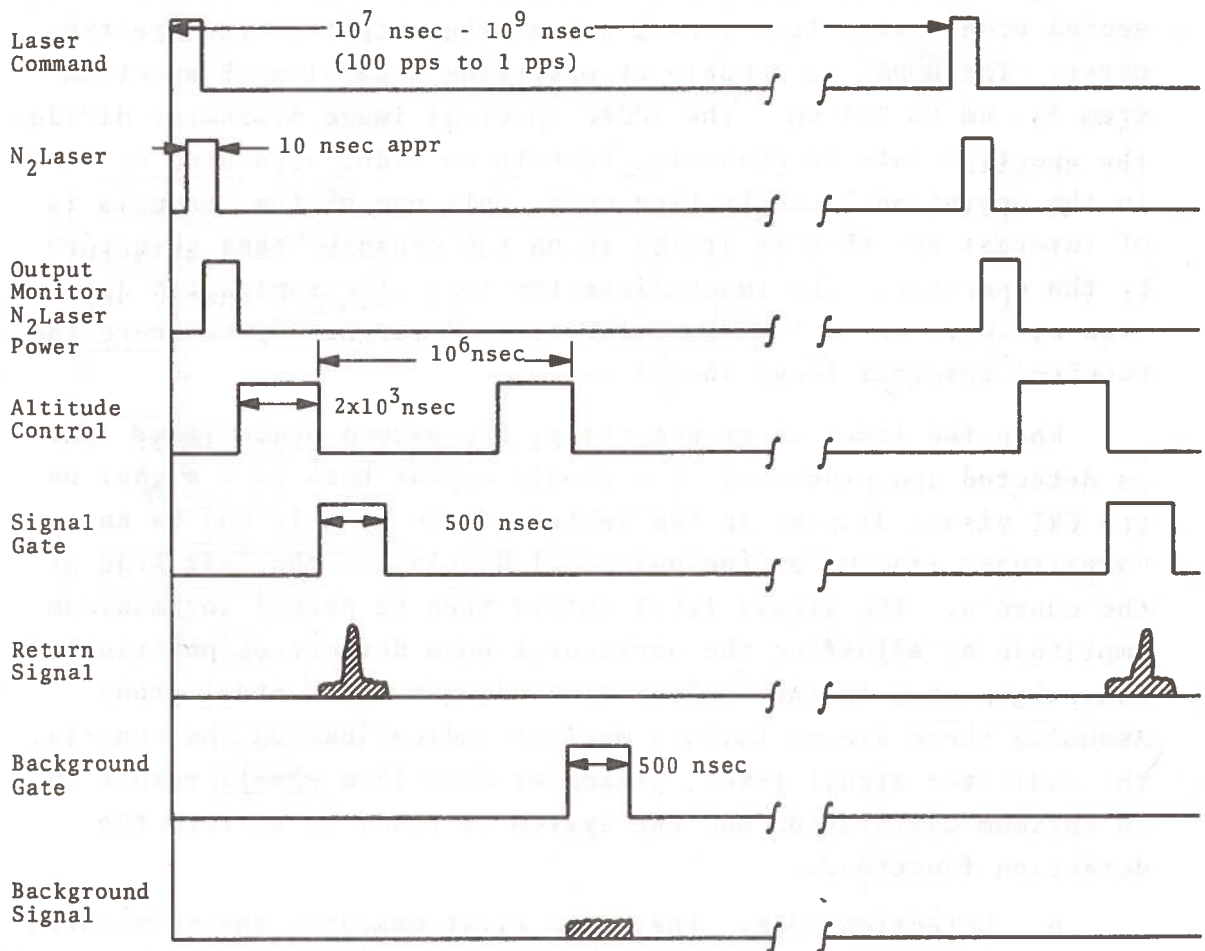 Laser
Command
10⁷ nsec - 10⁹ nsec
(100 pps to 1 pps)
N₂Laser
10 nsec appr
Output
Monitor
N₂Laser
Power
10⁶nsec
Altitude
Control
2x10³nsec
Signal
Gate
500 nsec
Return
Signal
Background
Gate
500 nsec
Background
Signal